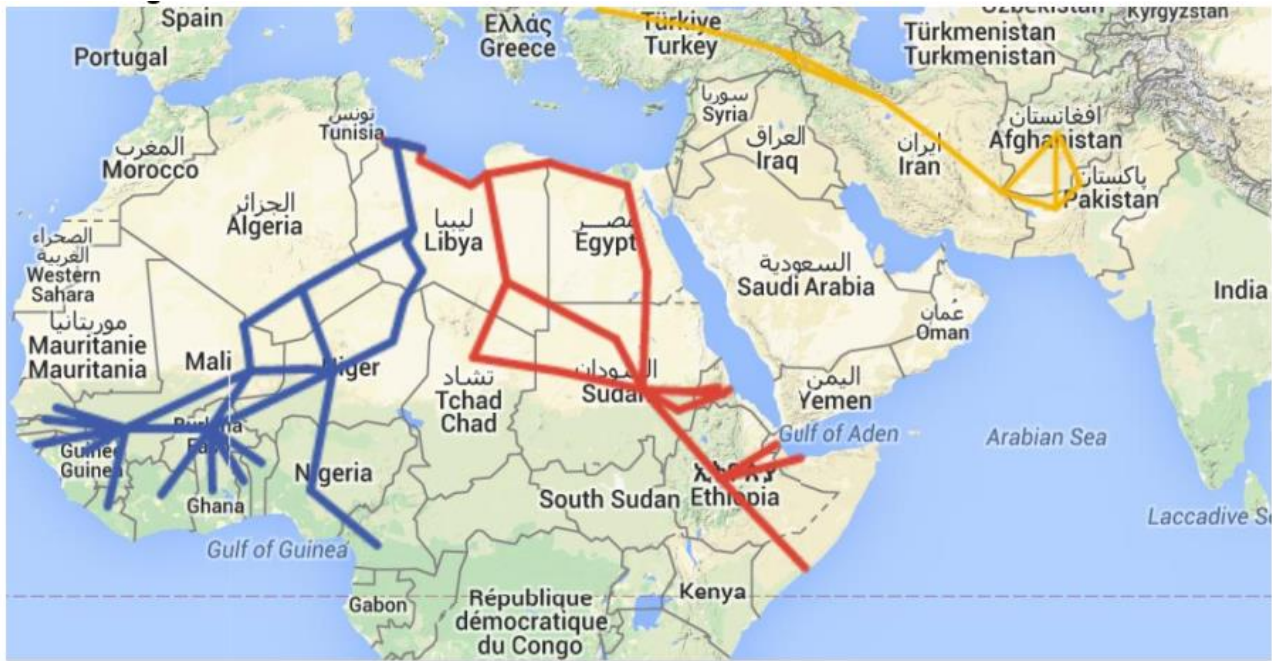 Spain
Portugal
Ελλάς
Greece
Türkiye
Turkey
Türkmenistan
Turkmenistan
Kyrgyzstan
تونس
Tunisia
سوريا
Syria
العراق
Iraq
ایران
Iran
افغانستان
Afghanistan
پاکستان
Pakistan
المغرب
Morocco
الجزائر
Algeria
ليبيا
Libya
مصر
Egypt
السعودية
Saudi Arabia
عُمان
Oman
India
الصحراء
الغربية
Western
Sahara
موريتانيا
Mauritanie
Mauritania
Mali
Niger
تشاد
Tchad
Chad
السودان
Sudan
اليمن
Yemen
Gulf of Aden
Arabian Sea
Guinée
Guinea
Nigeria
Ghana
South Sudan
Ethiopia
Laccadive
Gulf of Guinea
Gabon
République
démocratique
du Congo
Kenya